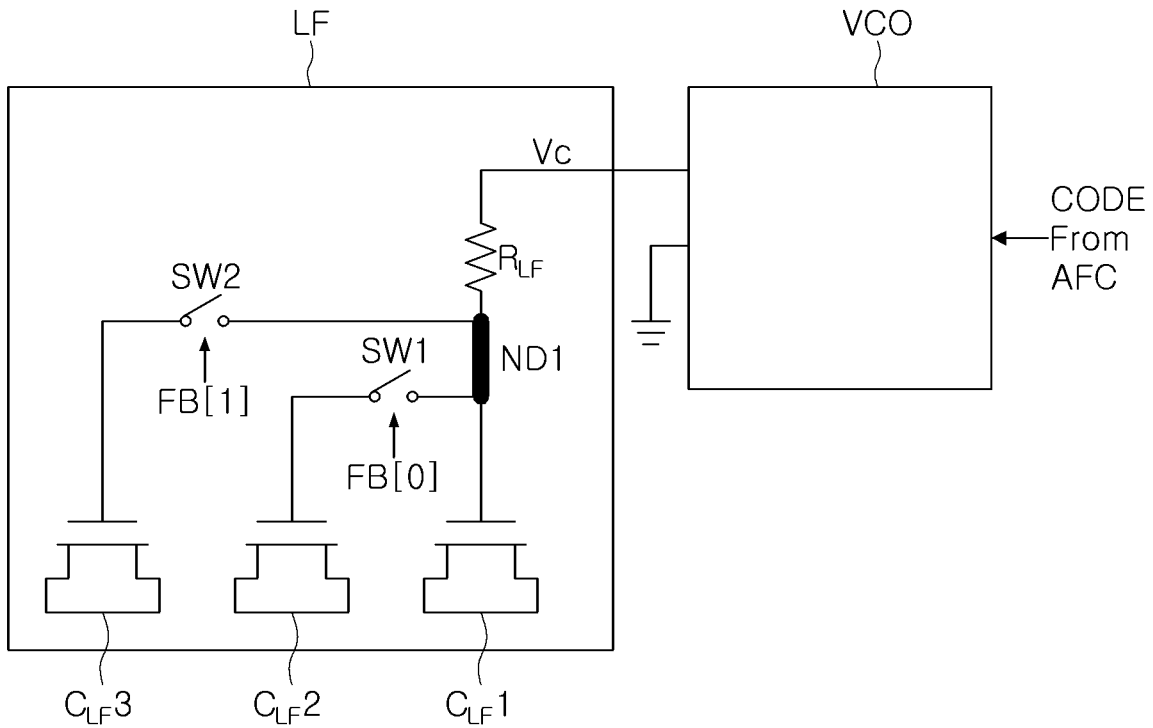 LF
VCO
Vc
CODE
From
AFC
RLF
SW2
SW1
ND1
FB[1]
FB[0]
CLF3
CLF2
CLF1